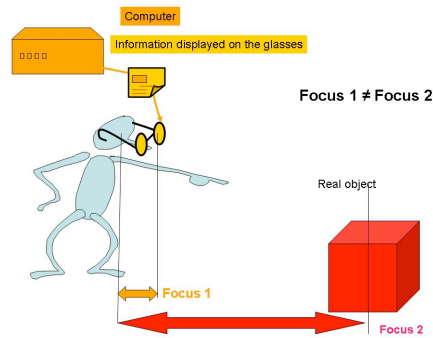 Computer
Information displayed on the glasses
Focus 1 ≠ Focus 2
Real object
Focus 1
Focus 2